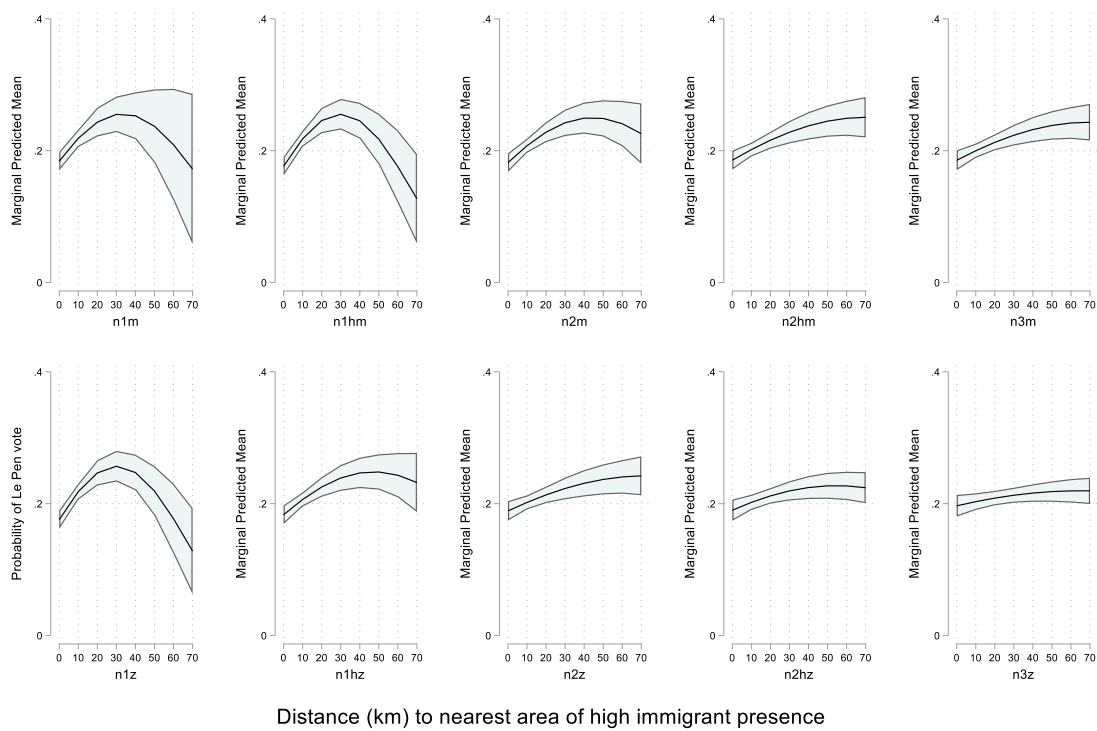 .4 .4 .4 .4 .4
Marginal Predicted Mean Marginal Predicted Mean Marginal Predicted Mean Marginal Predicted Mean Marginal Predicted Mean
.2 .2 .2 .2 .2
0 0 0 0 0
0 10 20 30 40 50 60 70 0 10 20 30 40 50 60 70 0 10 20 30 40 50 60 70 0 10 20 30 40 50 60 70 0 10 20 30 40 50 60 70
n1m n1hm n2m n2hm n3m
.4 .4 .4 .4 .4
Probability of Le Pen vote Marginal Predicted Mean Marginal Predicted Mean Marginal Predicted Mean Marginal Predicted Mean
.2 .2 .2 .2 .2
0 0 0 0 0
0 10 20 30 40 50 60 70 0 10 20 30 40 50 60 70 0 10 20 30 40 50 60 70 0 10 20 30 40 50 60 70 0 10 20 30 40 50 60 70
n1z n1hz n2z n2hz n3z
Distance (km) to nearest area of high immigrant presence